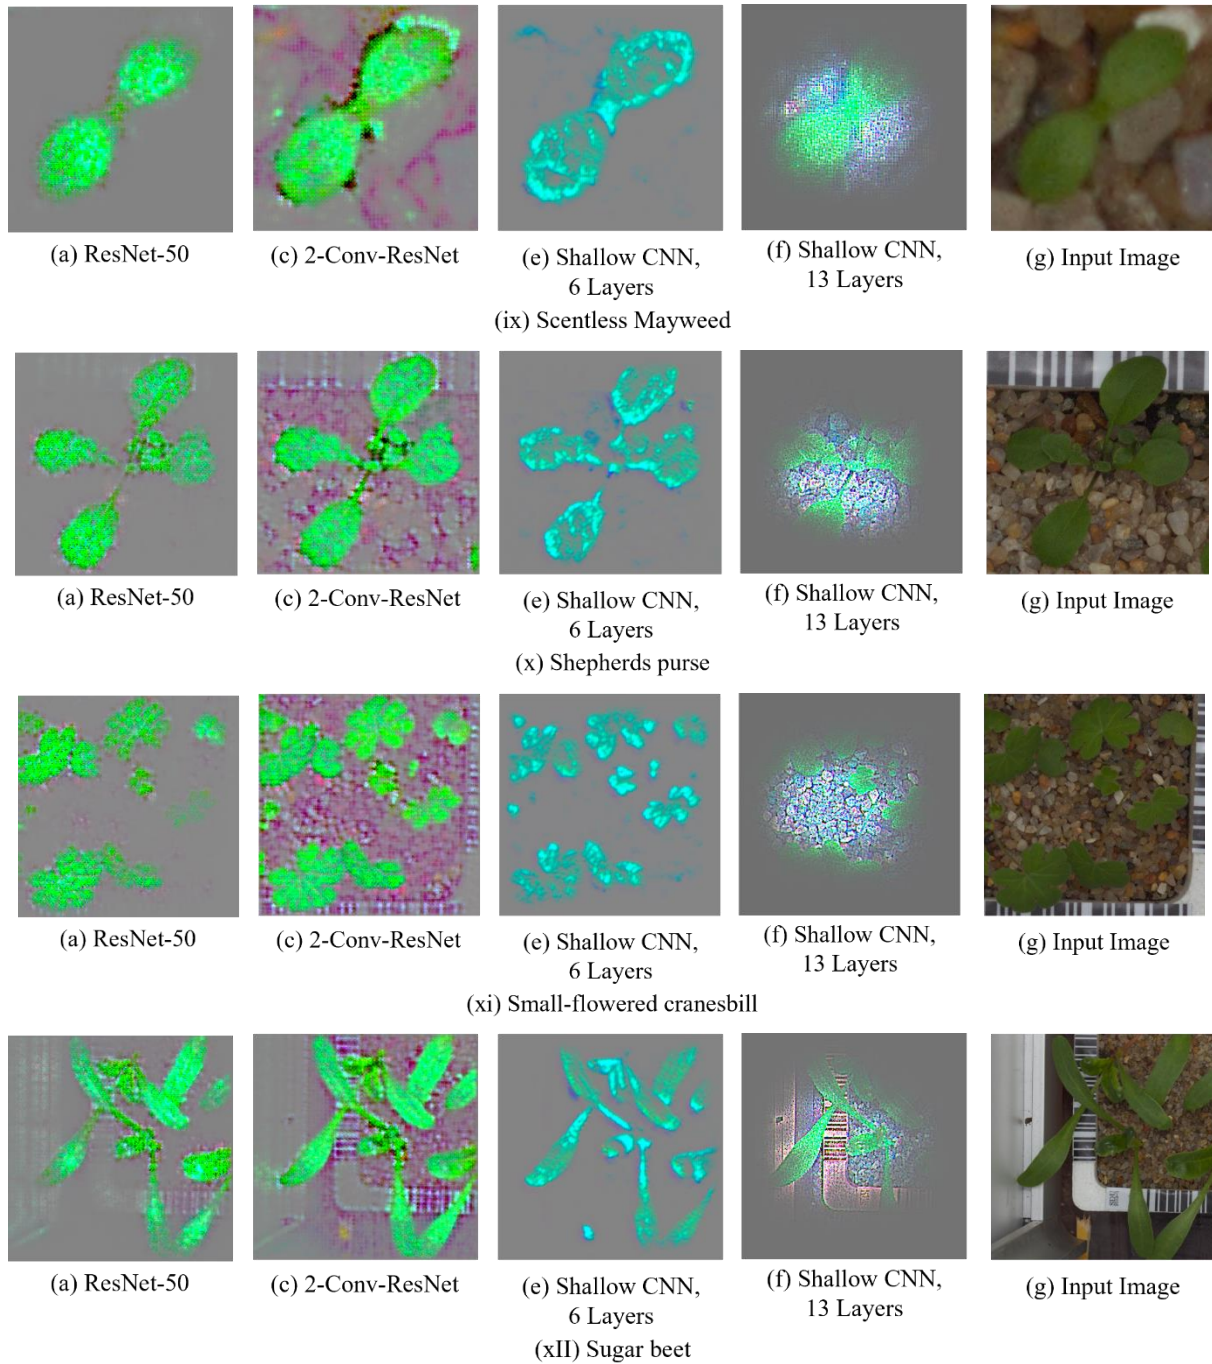 (a) ResNet-50
(c) 2-Conv-ResNet
(e) Shallow CNN,
6 Layers
(f) Shallow CNN,
13 Layers
(g) Input Image
(ix) Scentless Mayweed
(a) ResNet-50
(c) 2-Conv-ResNet
(e) Shallow CNN,
6 Layers
(f) Shallow CNN,
13 Layers
(g) Input Image
(x) Shepherds purse
(a) ResNet-50
(c) 2-Conv-ResNet
(e) Shallow CNN,
6 Layers
(f) Shallow CNN,
13 Layers
(g) Input Image
(xi) Small-flowered cranesbill
(a) ResNet-50
(c) 2-Conv-ResNet
(e) Shallow CNN,
6 Layers
(f) Shallow CNN,
13 Layers
(g) Input Image
(xII) Sugar beet